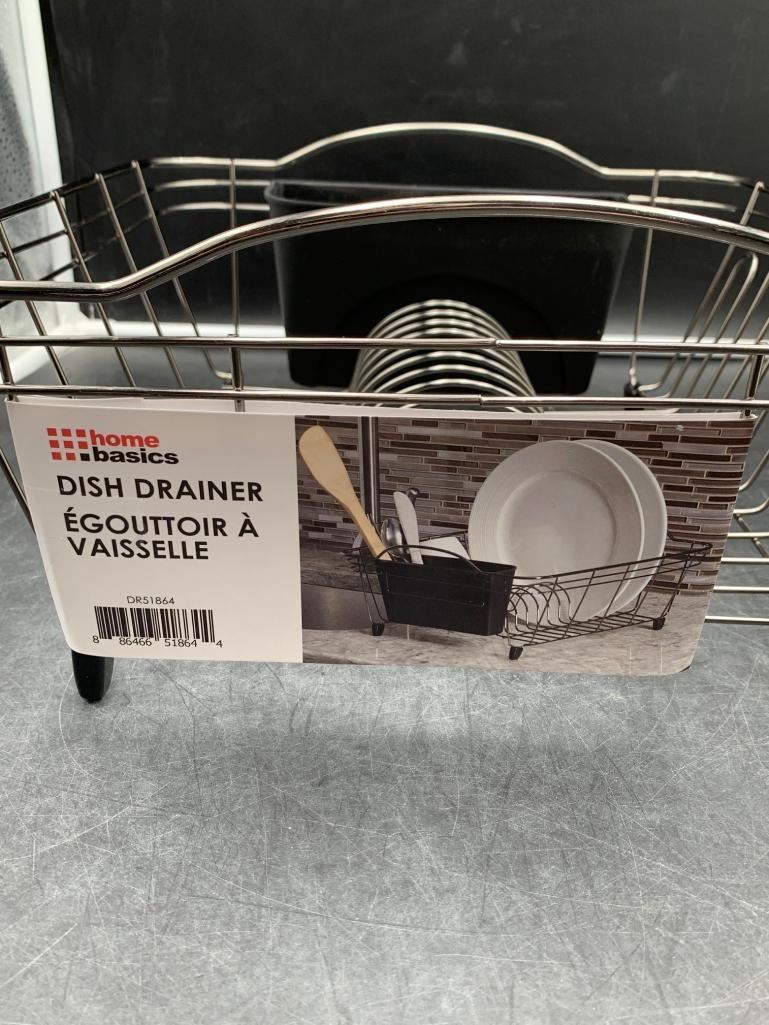 home
basics
DISH DRAINER
ÉGOUTTOIR À
VAISSELLE
DR51864
8 86466 51864 4